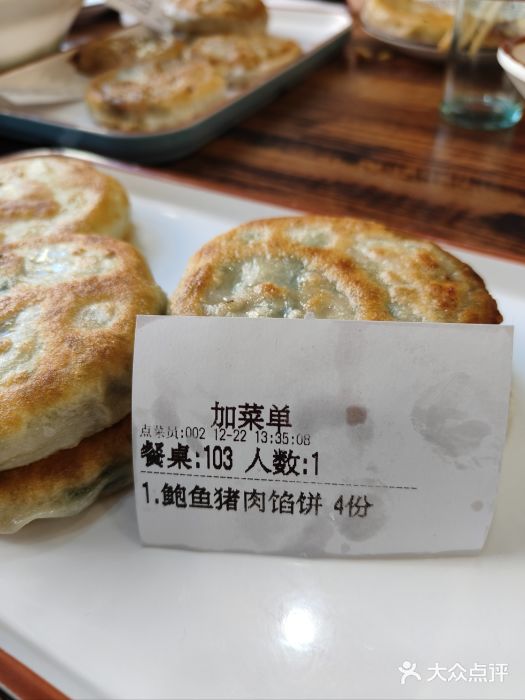 加菜单
点菜员:002 12-22 13:35:08
餐桌:103 人数:1
1.鲍鱼猪肉馅饼 4份
大众点评